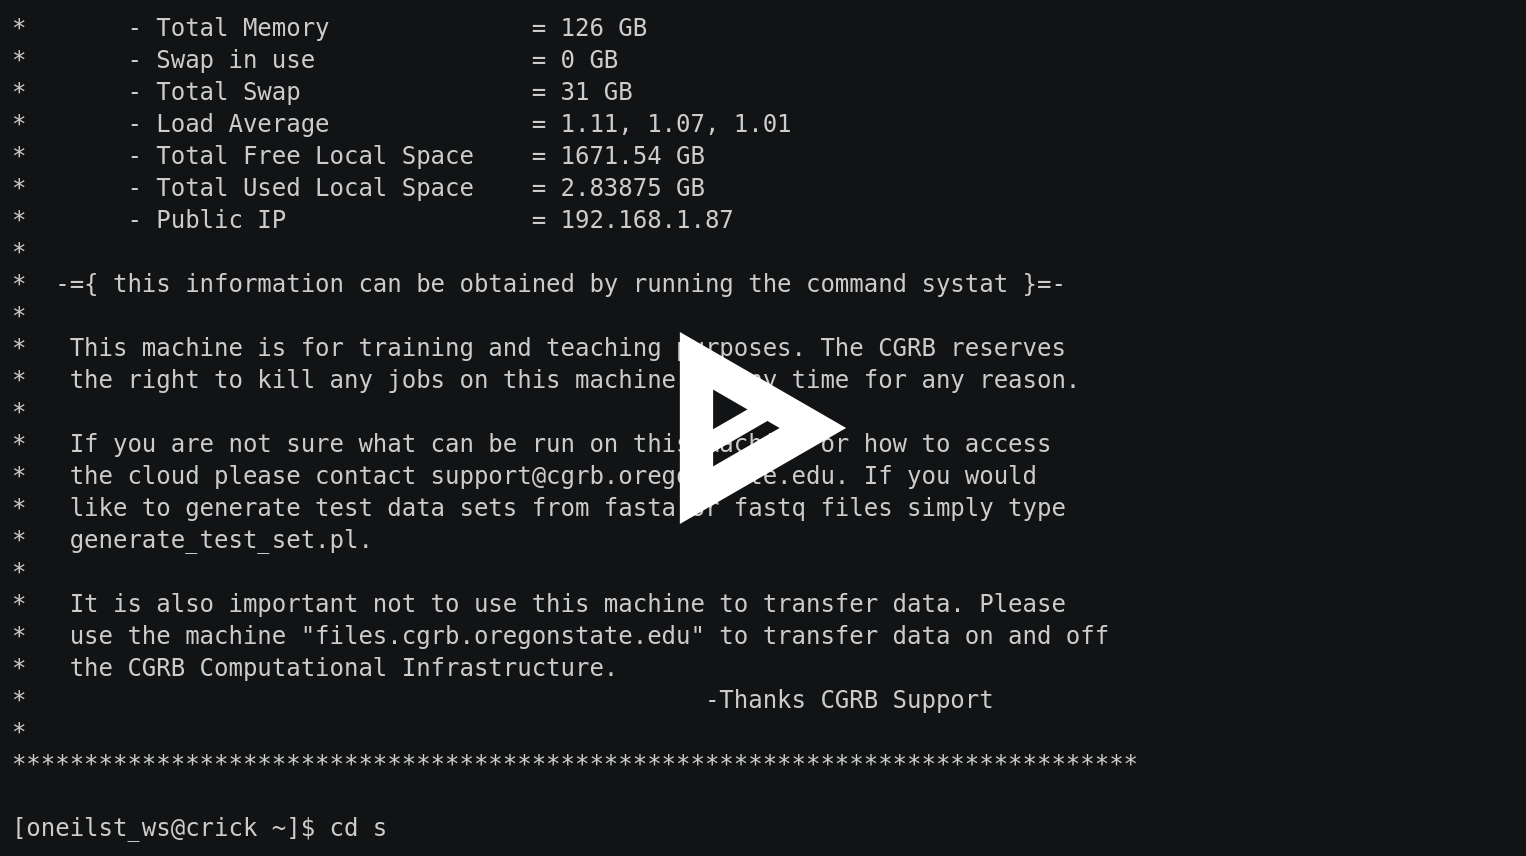 *       - Total Memory              = 126 GB
*       - Swap in use               = 0 GB
*       - Total Swap                = 31 GB
*       - Load Average              = 1.11, 1.07, 1.01
*       - Total Free Local Space    = 1671.54 GB
*       - Total Used Local Space    = 2.83875 GB
*       - Public IP                 = 192.168.1.87
*
*  -={ this information can be obtained by running the command systat }=-
*
*   This machine is for training and teaching purposes. The CGRB reserves
*   the right to kill any jobs on this machine any time for any reason.
*
*   If you are not sure what can be run on this machine or how to access
*   the cloud please contact support@cgrb.oregonstate.edu. If you would
*   like to generate test data sets from fasta or fastq files simply type
*   generate_test_set.pl.
*
*   It is also important not to use this machine to transfer data. Please
*   use the machine "files.cgrb.oregonstate.edu" to transfer data on and off
*   the CGRB Computational Infrastructure.
*                                               -Thanks CGRB Support
*
******************************************************************************
[oneilst_ws@crick ~]$ cd s